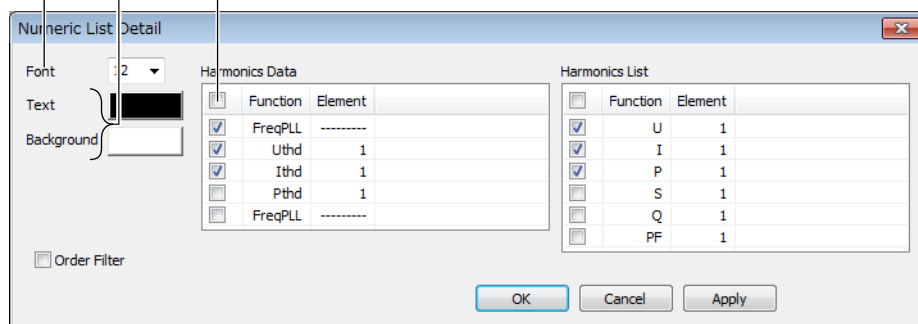 Numeric List Detail
Font 12
Text
Background
Harmonics Data
Function Element
FreqPLL ---------
Uthd 1
Ithd 1
Pthd 1
FreqPLL ---------
Harmonics List
Function Element
U 1
I 1
P 1
S 1
Q 1
PF 1
Order Filter
OK Cancel Apply